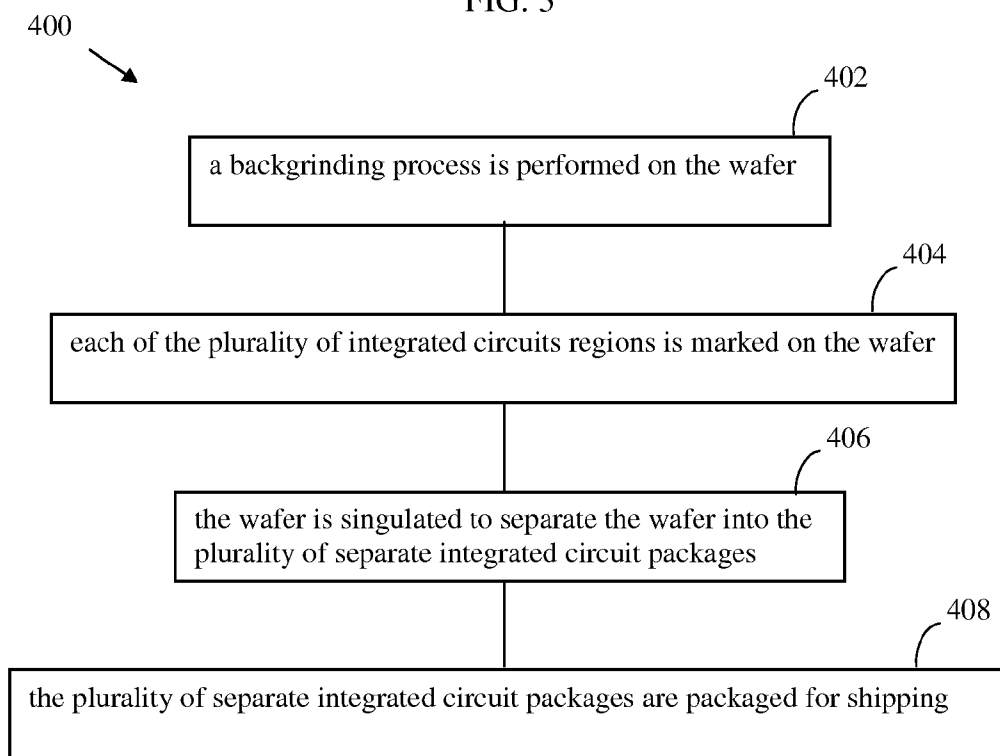 400
402
a backgrinding process is performed on the wafer
404
each of the plurality of integrated circuits regions is marked on the wafer
406
the wafer is singulated to separate the wafer into the
plurality of separate integrated circuit packages
408
the plurality of separate integrated circuit packages are packaged for shipping